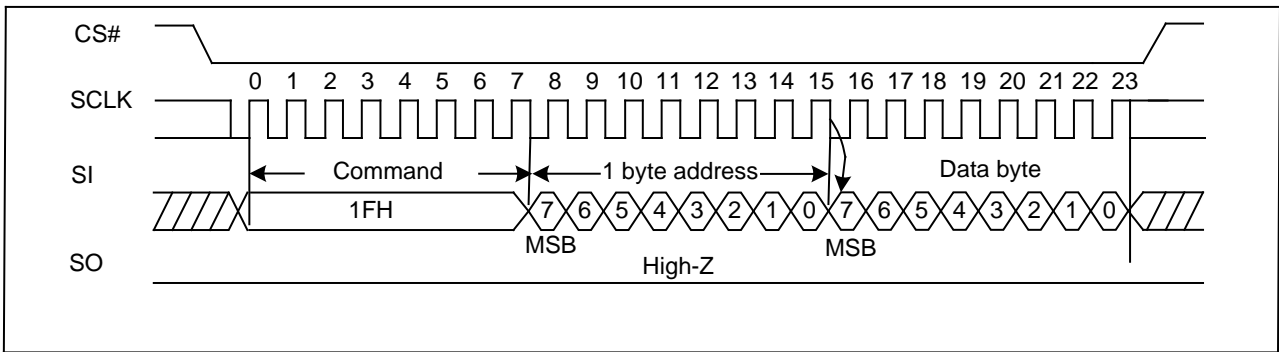 CS#
0 1 2 3 4 5 6 7 8 9 10 11 12 13 14 15 16 17 18 19 20 21 22 23
SCLK
SI Command 1 byte address Data byte
1FH 7 6 5 4 3 2 1 0 7 6 5 4 3 2 1 0
MSB MSB
SO High-Z